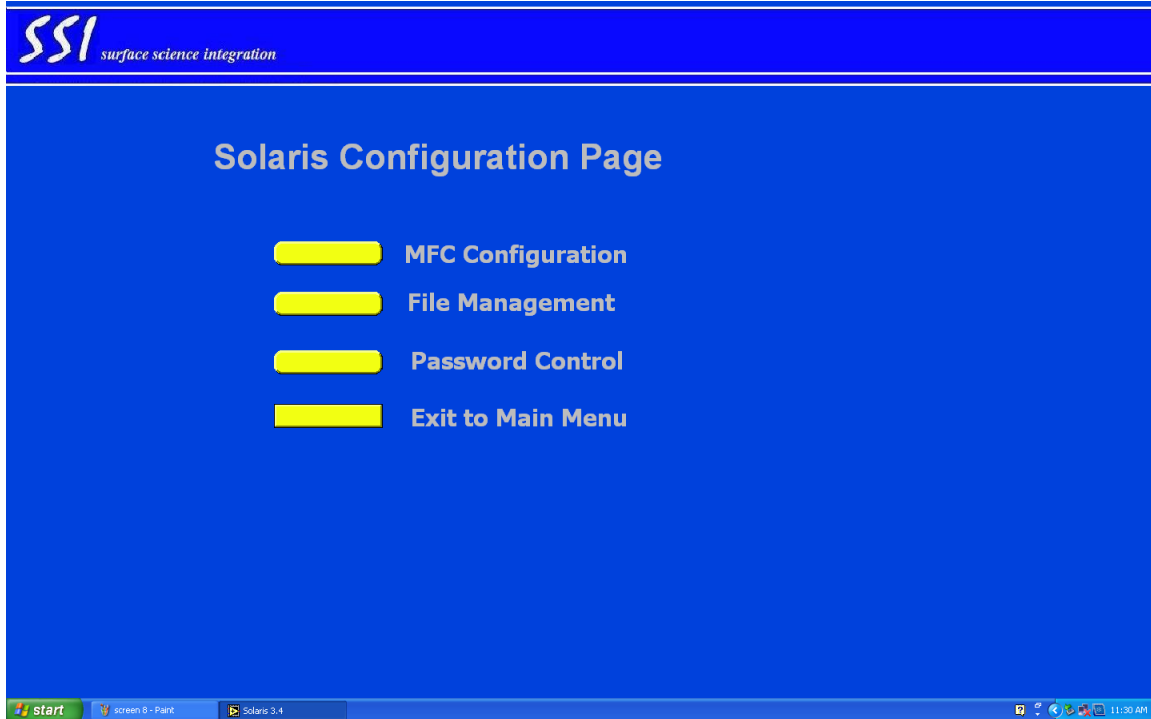 SSI surface science integration
Solaris Configuration Page
MFC Configuration
File Management
Password Control
Exit to Main Menu
start screen 8 - Paint Solaris 3.4 11:30 AM